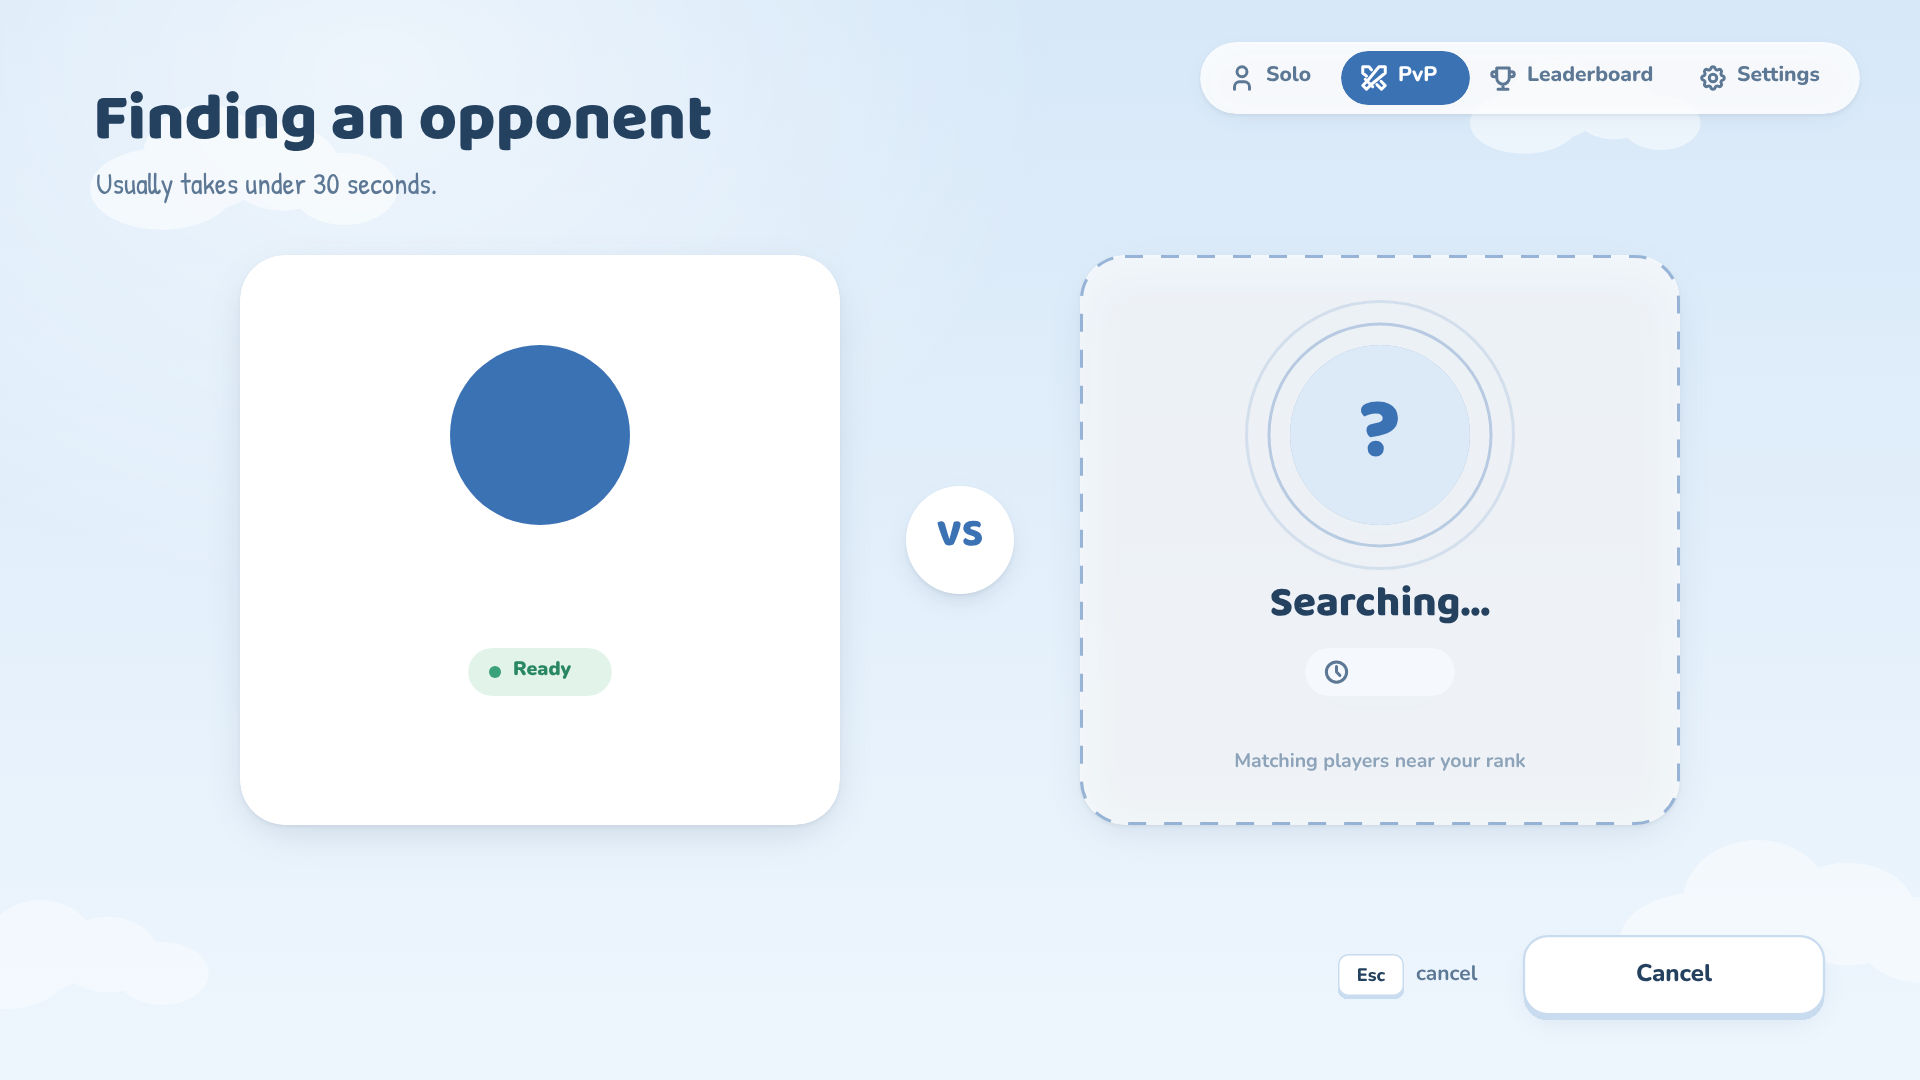 Solo
PvP
Leaderboard
Settings
Finding an opponent
Usually takes under 30 seconds.
?
VS
Searching...
Ready
Matching players near your rank
Esc
cancel
Cancel